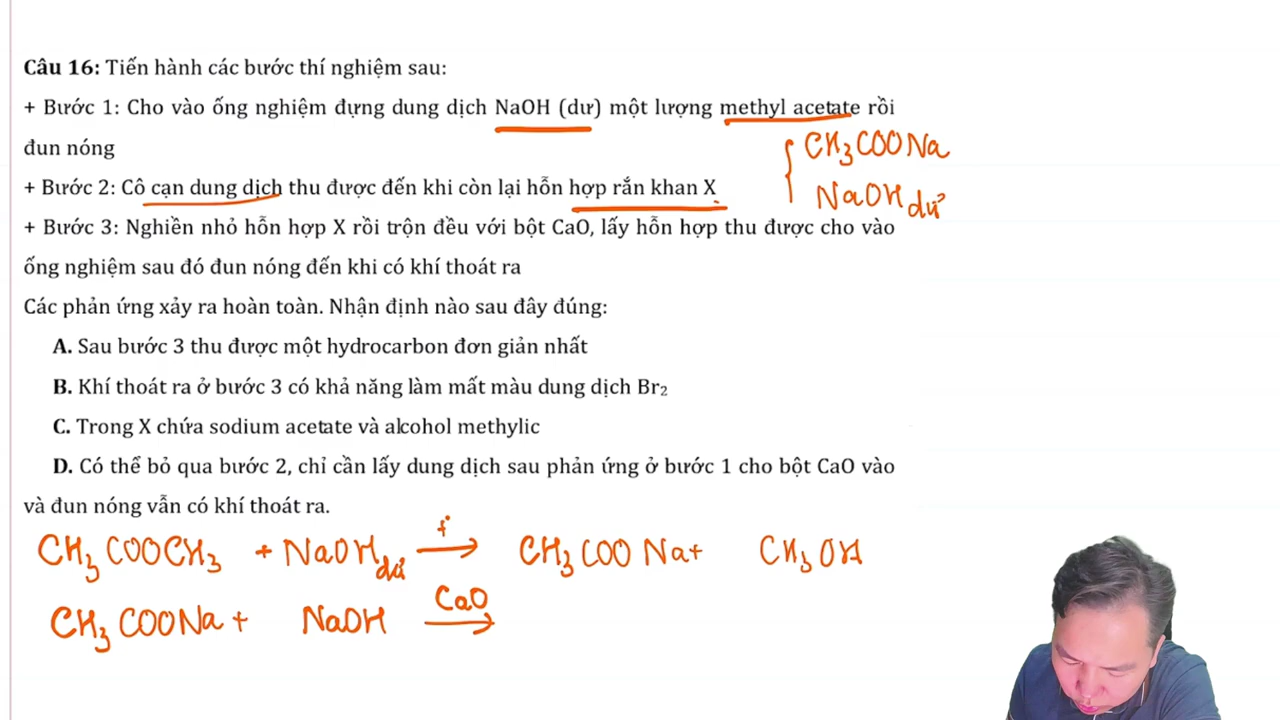 Câu 16: Tiến hành các bước thí nghiệm sau:
+ Bước 1: Cho vào ống nghiệm đựng dung dịch NaOH (dư) một lượng methyl acetate rồi
đun nóng
CH₃COONa
+ Bước 2: Cô cạn dung dịch thu được đến khi còn lại hỗn hợp rắn khan X
NaOH dư
+ Bước 3: Nghiền nhỏ hỗn hợp X rồi trộn đều với bột CaO, lấy hỗn hợp thu được cho vào
ống nghiệm sau đó đun nóng đến khi có khí thoát ra
Các phản ứng xảy ra hoàn toàn. Nhận định nào sau đây đúng:
A. Sau bước 3 thu được một hydrocarbon đơn giản nhất
B. Khí thoát ra ở bước 3 có khả năng làm mất màu dung dịch Br₂
C. Trong X chứa sodium acetate và alcohol methylic
D. Có thể bỏ qua bước 2, chỉ cần lấy dung dịch sau phản ứng ở bước 1 cho bột CaO vào
và đun nóng vẫn có khí thoát ra.
CH₃COOCH₃ + NaOH dư → CH₃COONa + CH₃OH
CH₃COONa + NaOH CaO →